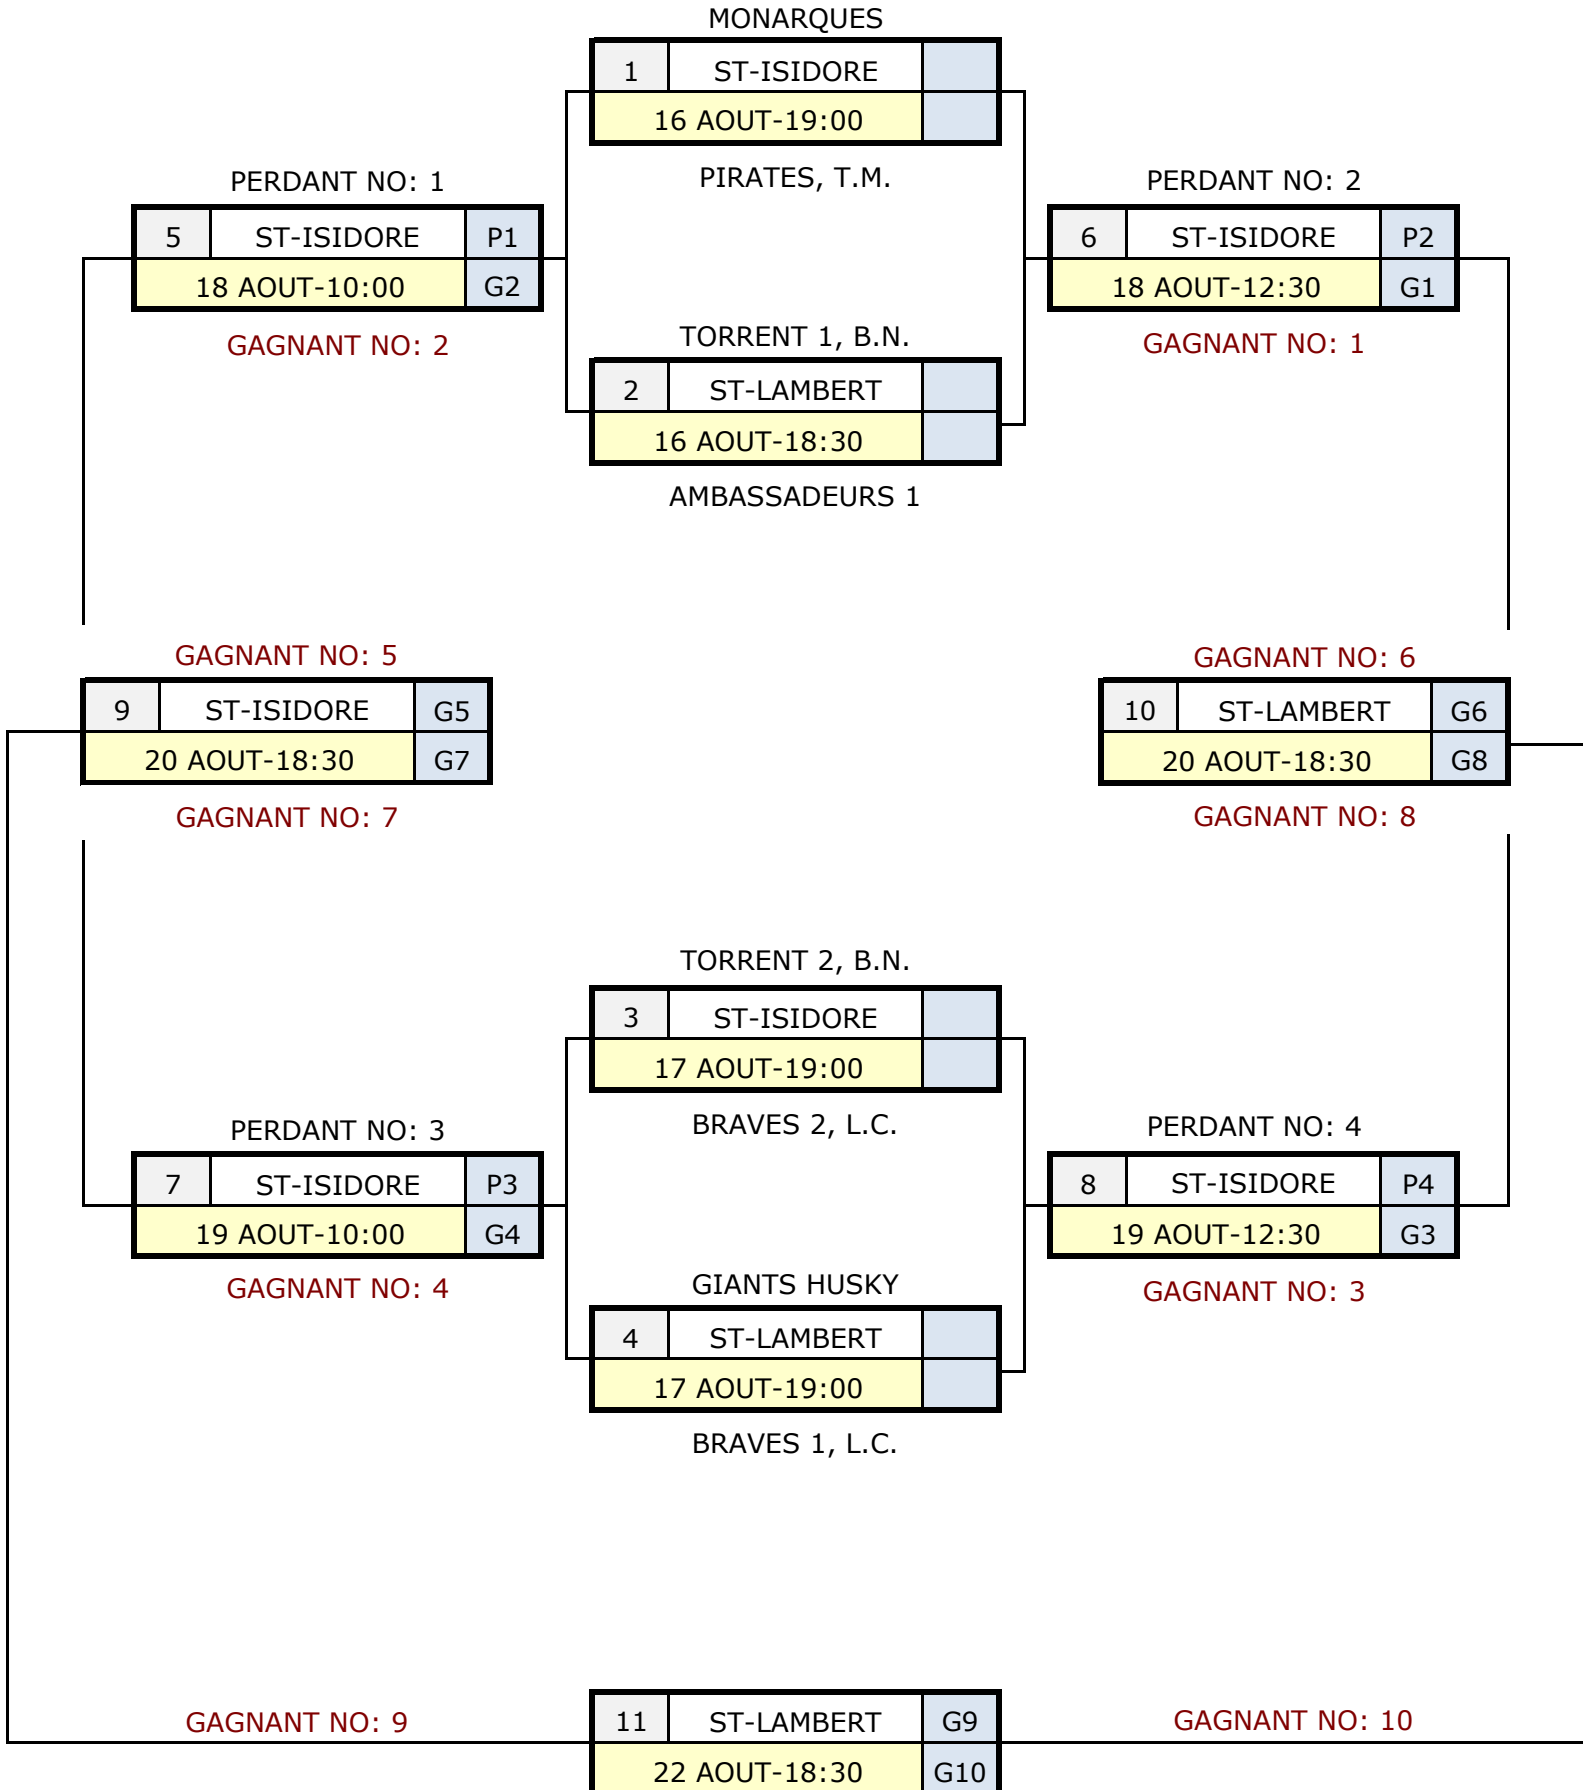 MONARQUES
1 ST-ISIDORE
16 AOUT-19:00
PIRATES, T.M.
PERDANT NO: 1
5 ST-ISIDORE P1
18 AOUT-10:00 G2
GAGNANT NO: 2
PERDANT NO: 2
6 ST-ISIDORE P2
18 AOUT-12:30 G1
GAGNANT NO: 1
TORRENT 1, B.N.
2 ST-LAMBERT
16 AOUT-18:30
AMBASSADEURS 1
GAGNANT NO: 5
9 ST-ISIDORE G5
20 AOUT-18:30 G7
GAGNANT NO: 7
GAGNANT NO: 6
10 ST-LAMBERT G6
20 AOUT-18:30 G8
GAGNANT NO: 8
TORRENT 2, B.N.
3 ST-ISIDORE
17 AOUT-19:00
BRAVES 2, L.C.
PERDANT NO: 3
7 ST-ISIDORE P3
19 AOUT-10:00 G4
GAGNANT NO: 4
PERDANT NO: 4
8 ST-ISIDORE P4
19 AOUT-12:30 G3
GAGNANT NO: 3
GIANTS HUSKY
4 ST-LAMBERT
17 AOUT-19:00
BRAVES 1, L.C.
GAGNANT NO: 9
11 ST-LAMBERT G9
22 AOUT-18:30 G10
GAGNANT NO: 10